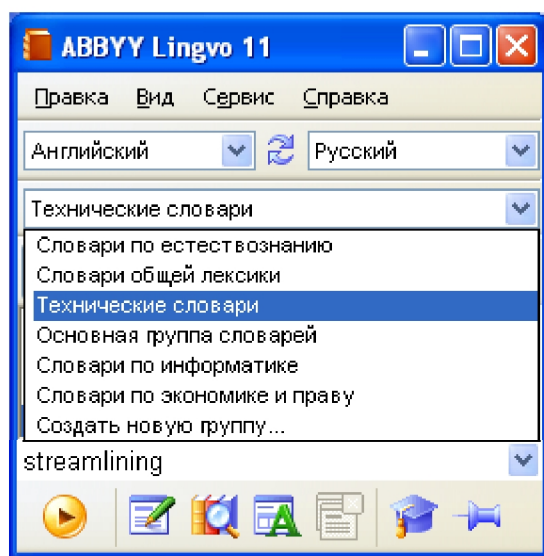 ABBYY Lingvo 11
Правка Вид Сервис Справка
Английский Русский
Технические словари
Словари по естествознанию
Словари общей лексики
Технические словари
Основная группа словарей
Словари по информатике
Словари по экономике и праву
Создать новую группу...
streamlining